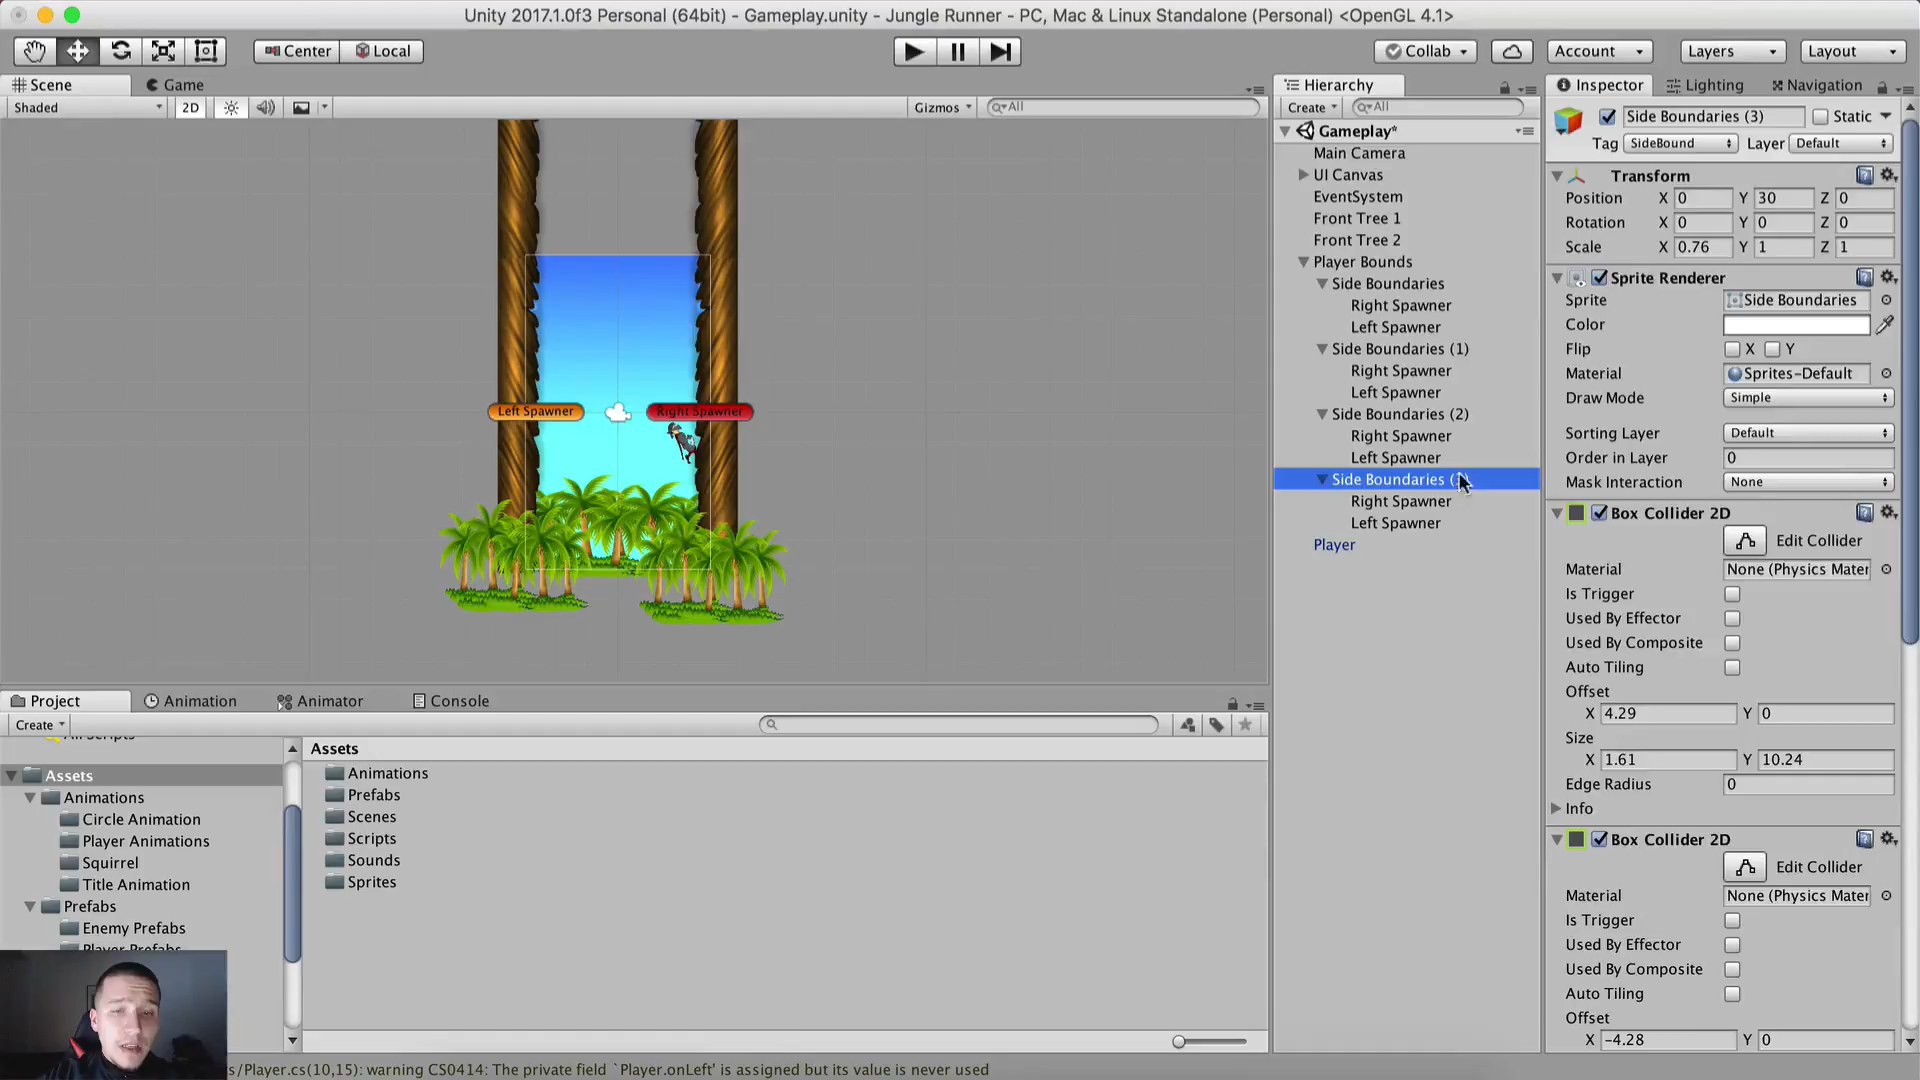 Unity 2017.1.0f3 Personal (64bit) - Gameplay.unity - Jungle Runner - PC, Mac & Linux Standalone (Personal) <OpenGL 4.1>
Center Local Collab Account Layers Layout
Scene Game
Shaded 2D Gizmos All
Left Spawner Right Spawner
Hierarchy
Create All
Gameplay*
Main Camera
UI Canvas
EventSystem
Front Tree 1
Front Tree 2
Player Bounds
Side Boundaries
Right Spawner
Left Spawner
Side Boundaries (1)
Right Spawner
Left Spawner
Side Boundaries (2)
Right Spawner
Left Spawner
Side Boundaries (
Right Spawner
Left Spawner
Player
Inspector Lighting Navigation
Side Boundaries (3) Static
Tag SideBound Layer Default
Transform
Position X 0 Y 30 Z 0
Rotation X 0 Y 0 Z 0
Scale X 0.76 Y 1 Z 1
Sprite Renderer
Sprite Side Boundaries
Color
Flip X Y
Material Sprites-Default
Draw Mode Simple
Sorting Layer Default
Order in Layer 0
Mask Interaction None
Box Collider 2D
Edit Collider
Material None (Physics Mater
Is Trigger
Used By Effector
Used By Composite
Auto Tiling
Offset
X 4.29 Y 0
Size
X 1.61 Y 10.24
Edge Radius 0
Info
Box Collider 2D
Edit Collider
Material None (Physics Mater
Is Trigger
Used By Effector
Used By Composite
Auto Tiling
Offset
X -4.28 Y 0
Project Animation Animator Console
Create
All Scripts
Assets
Animations
Circle Animation
Player Animations
Squirrel
Title Animation
Prefabs
Enemy Prefabs
Player Prefabs
Assets
Animations
Prefabs
Scenes
Scripts
Sounds
Sprites
s/Player.cs(10,15): warning CS0414: The private field `Player.onLeft' is assigned but its value is never used